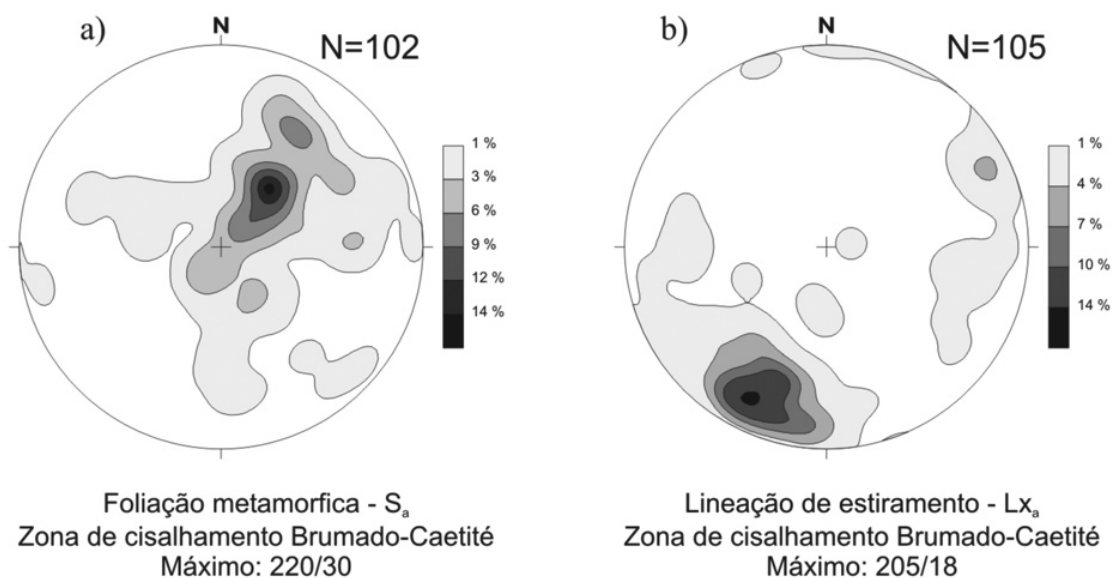 a)
N
N=102
1 %
3 %
6 %
9 %
12 %
14 %
Foliação metamorfica - Sₐ
Zona de cisalhamento Brumado-Caetité
Máximo: 220/30
b)
N
N=105
1 %
4 %
7 %
10 %
14 %
Lineação de estiramento - Lxₐ
Zona de cisalhamento Brumado-Caetité
Máximo: 205/18